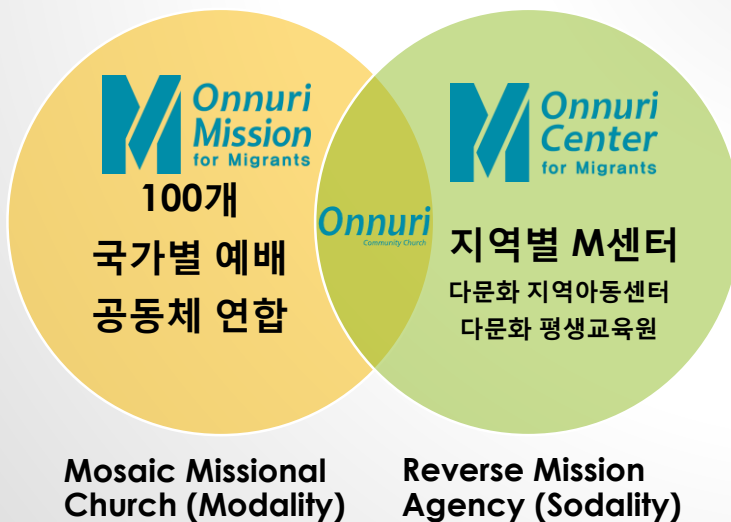 Onnuri
Mission
for Migrants
100개
국가별 예배
공동체 연합
Onnuri
Community Church
Onnuri
Center
for Migrants
지역별 M센터
다문화 지역아동센터
다문화 평생교육원
Mosaic Missional
Church (Modality)
Reverse Mission
Agency (Sodality)